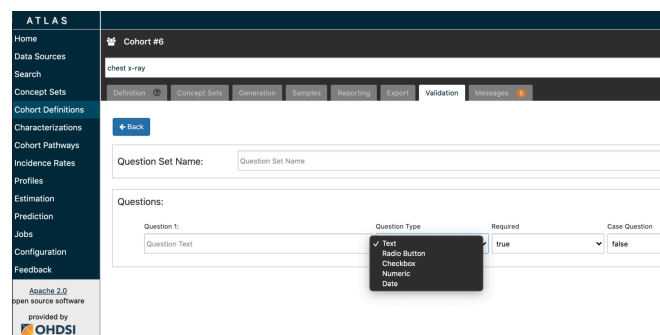 ATLAS
Home
Data Sources
Search
Concept Sets
Cohort Definitions
Characterizations
Cohort Pathways
Incidence Rates
Profiles
Estimation
Prediction
Jobs
Configuration
Feedback
Apache 2.0
open source software
provided by
OHDSI
Cohort #6
chest x-ray
Definition Concept Sets Generation Samples Reporting Export Validation Messages 5
Back
Question Set Name: Question Set Name
Questions:
Question 1: Question Type Required Case Question
Question Text Text true false
Radio Button
Checkbox
Numeric
Date